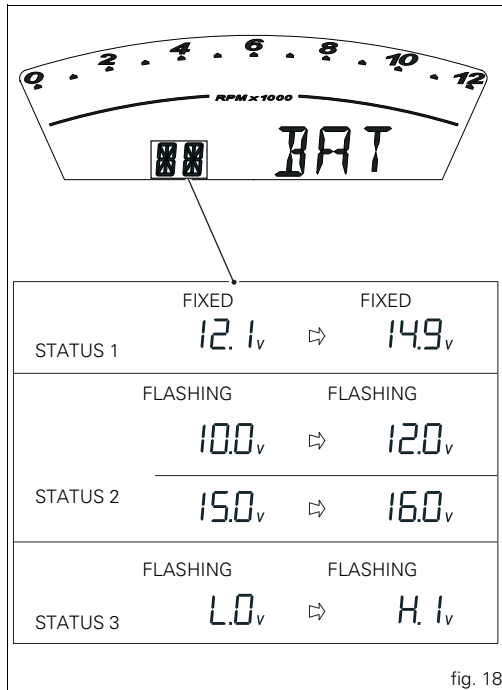 0 2 4 6 8 10 12
RPM x 1000
88 BAT
FIXED FIXED
STATUS 1 12.1v ⇨ 14.9v
FLASHING FLASHING
10.0v ⇨ 12.0v
STATUS 2
15.0v ⇨ 16.0v
FLASHING FLASHING
STATUS 3 L.0v ⇨ H.1v
fig. 18